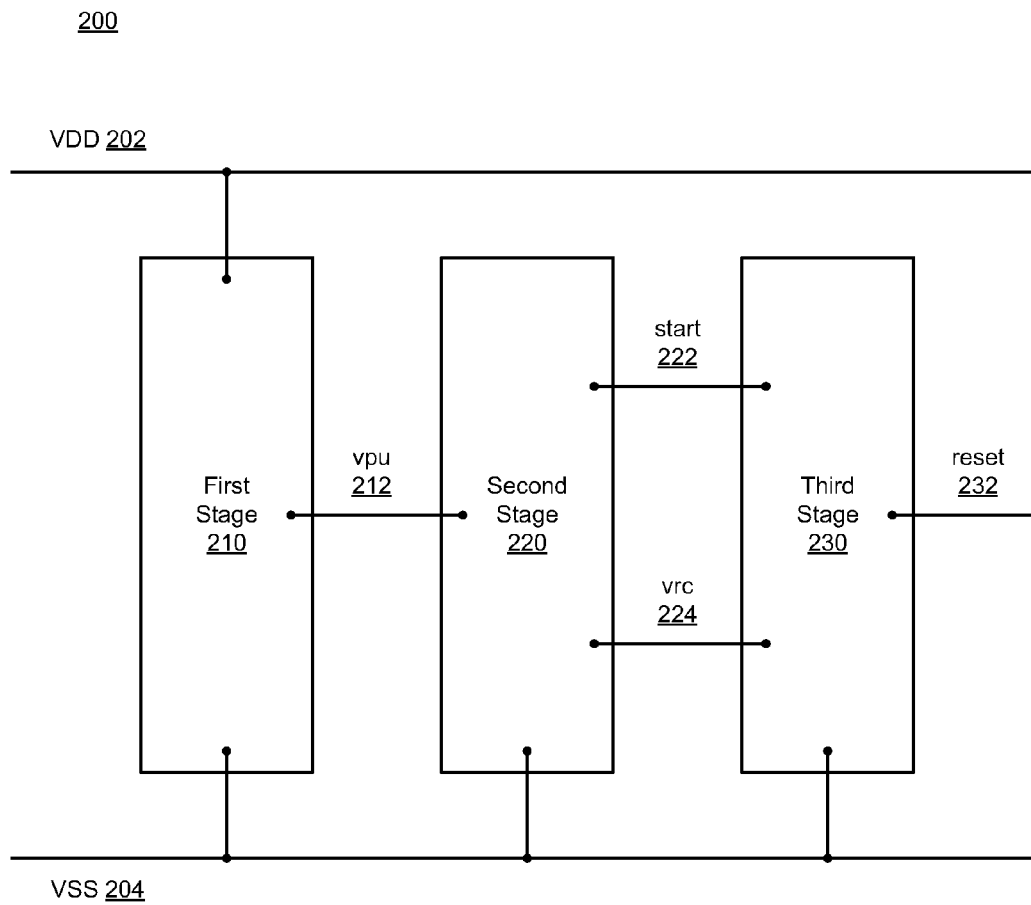 200
VDD 202
start
222
vpu
212
reset
232
First
Stage
210
Second
Stage
220
Third
Stage
230
vrc
224
VSS 204